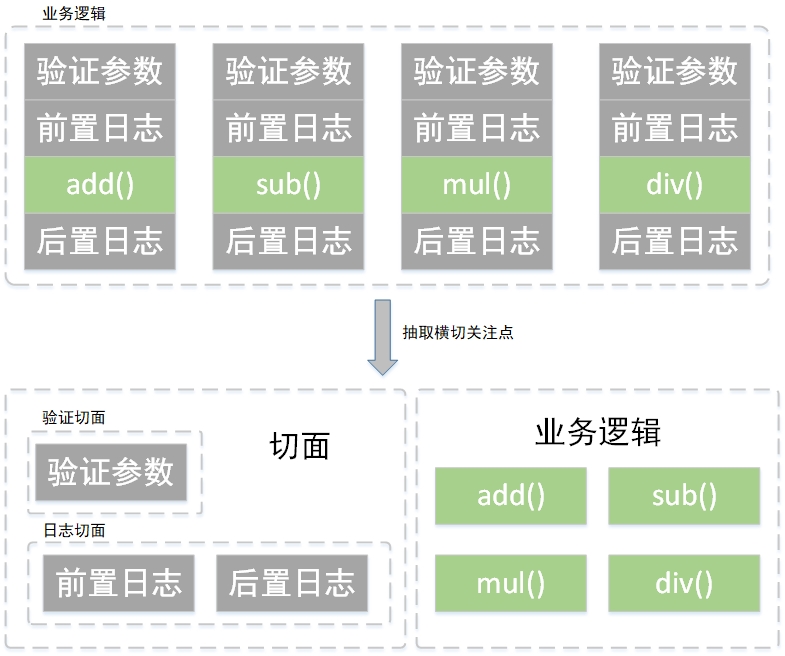 业务逻辑
验证参数 验证参数 验证参数 验证参数
前置日志 前置日志 前置日志 前置日志
add() sub() mul() div()
后置日志 后置日志 后置日志 后置日志
抽取横切关注点
验证切面
切面
验证参数
日志切面
前置日志 后置日志
业务逻辑
add() sub()
mul() div()